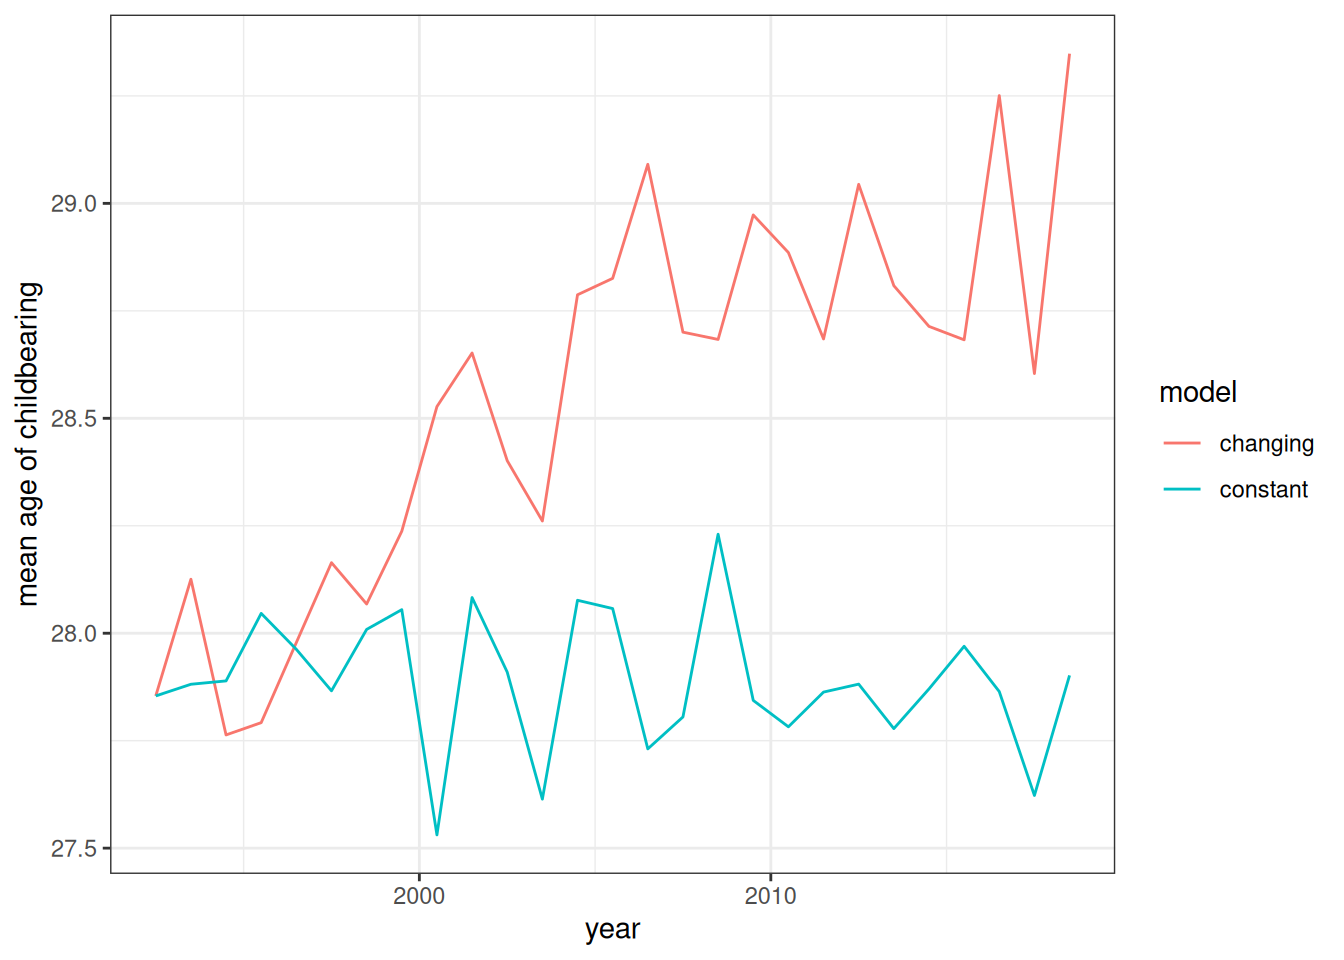 29.0
28.5
28.0
27.5
mean age of childbearing
2000
2010
year
model
changing
constant